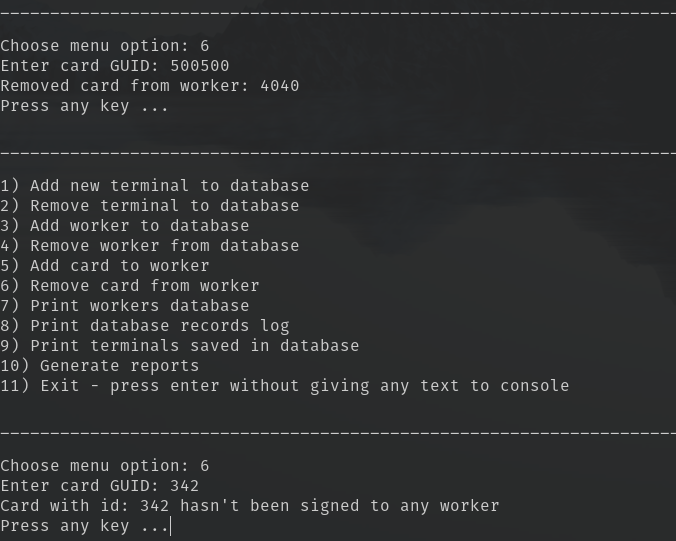 Choose menu option: 6
Enter card GUID: 500500
Removed card from worker: 4040
Press any key ...
1) Add new terminal to database
2) Remove terminal to database
3) Add worker to database
4) Remove worker from database
5) Add card to worker
6) Remove card from worker
7) Print workers database
8) Print database records log
9) Print terminals saved in database
10) Generate reports
11) Exit - press enter without giving any text to console
Choose menu option: 6
Enter card GUID: 342
Card with id: 342 hasn't been signed to any worker
Press any key ...